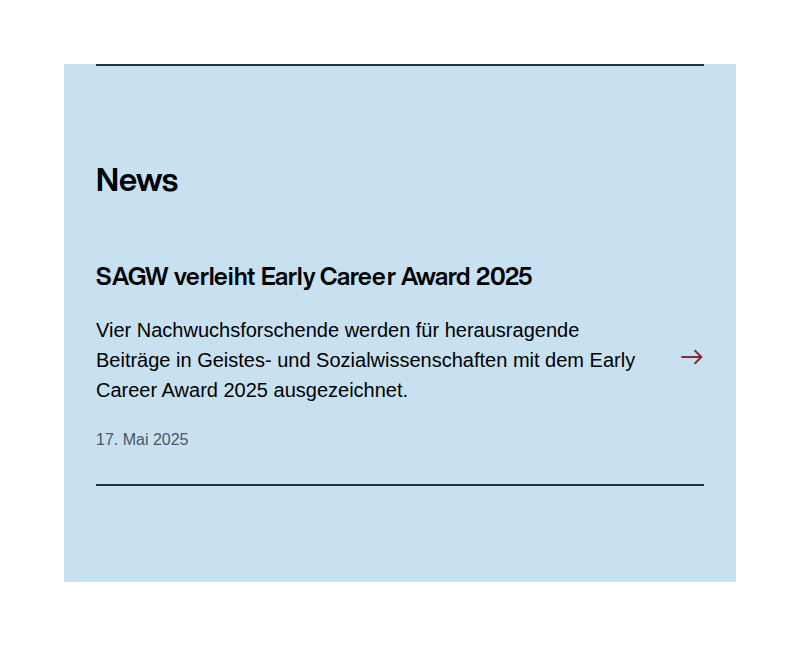 News
SAGW verleiht Early Career Award 2025
Vier Nachwuchsforschende werden für herausragende
Beiträge in Geistes- und Sozialwissenschaften mit dem Early
Career Award 2025 ausgezeichnet.
17. Mai 2025